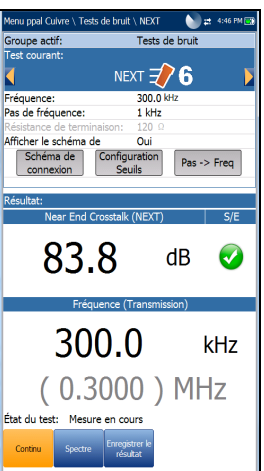 Menu ppal Cuivre \ Tests de bruit \ NEXT 4:46 PM
Groupe actif: Tests de bruit
Test courant:
NEXT 6
Fréquence: 300.0 kHz
Pas de fréquence: 1 kHz
Résistance de terminaison: 120 Ω
Afficher le schéma de Oui
Schéma de connexion
Configuration Seuils
Pas -> Freq
Résultat:
Near End Crosstalk (NEXT) S/E
83.8 dB
Fréquence (Transmission)
300.0 kHz
( 0.3000 ) MHz
État du test: Mesure en cours
Continu
Spectre
Enregistrer le résultat